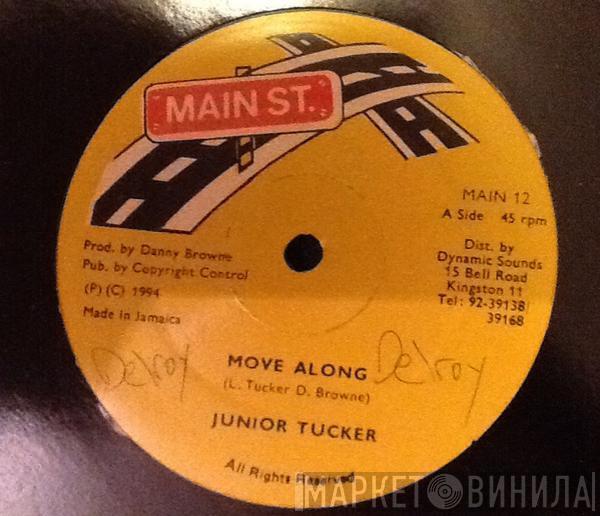 MAIN ST.
MAIN 12
A Side 45 rpm
Dist. by
Dynamic Sounds
15 Bell Road
Kingston 11
Tel: 92-39138/
39168
Prod. by Danny Browne
Pub. by Copyright Control
(P) (C) 1994
Made in Jamaica
Delroy
Delroy
MOVE ALONG
(L. Tucker D. Browne)
JUNIOR TUCKER
All Rights Reserved
МАРКЕТ ВИНИЛА